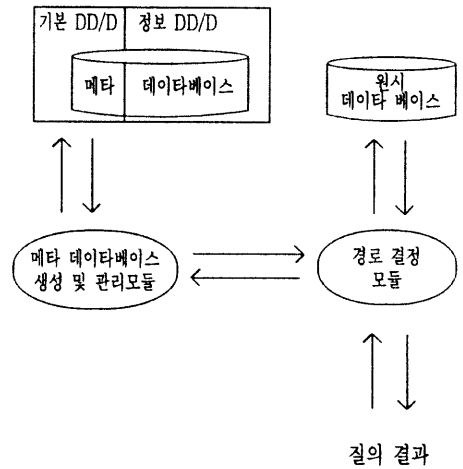 기본 DD/D 정보 DD/D
메타 데이타베이스
원시
데이타 베이스
메타 데이타베이스
생성 및 관리모듈
경로 결정
모듈
질의 결과